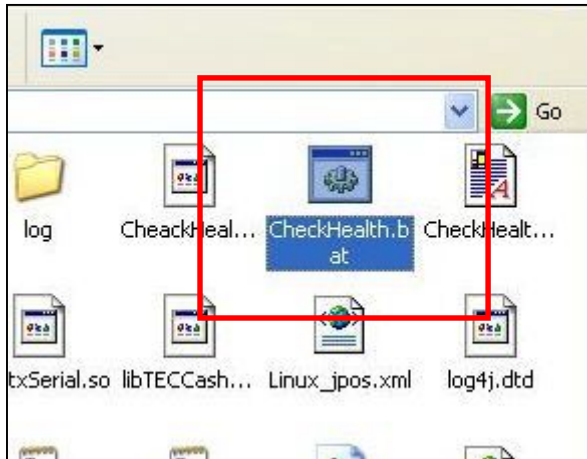 Go
log
CheackHeal...
CheckHealth.b
at
CheckHealt...
txSerial.so
libTECCash...
Linux_jpos.xml
log4j.dtd